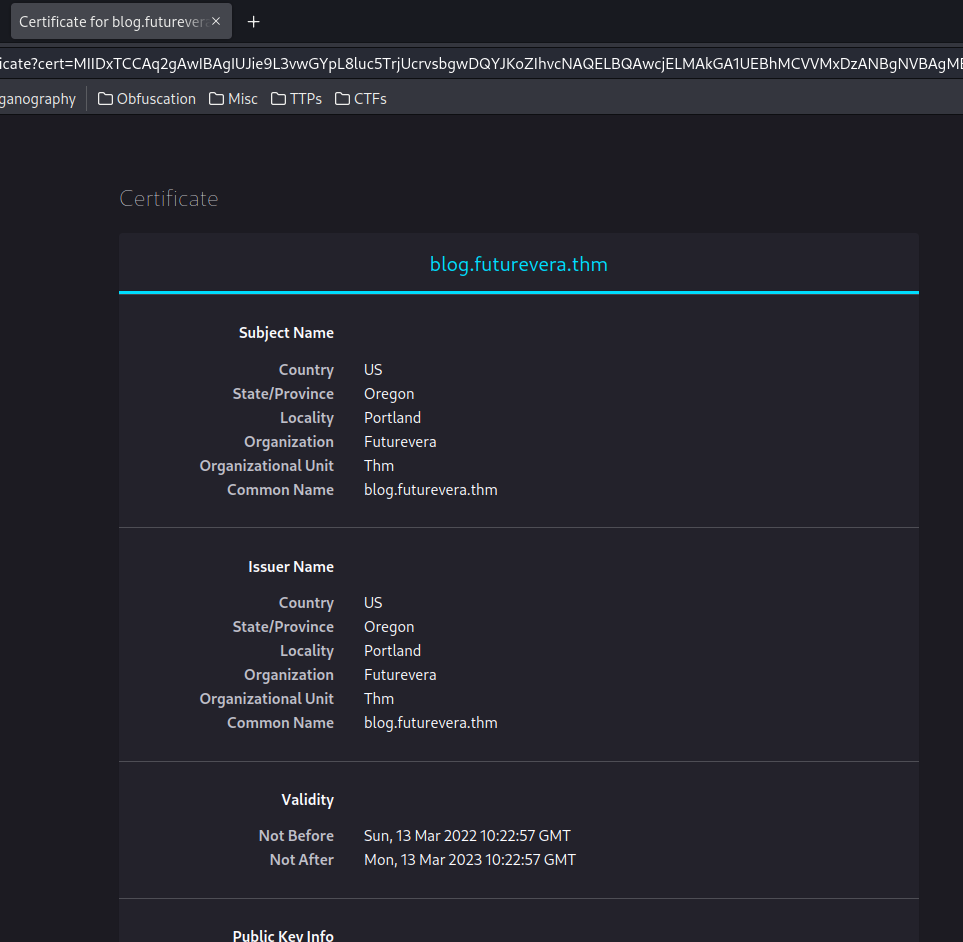 Certificate for blog.futurevera
icate?cert=MIIDxTCCAq2gAwIBAgIUJie9L3vwGYpL8luc5TrjUcrvsbgwDQYJKoZIhvcNAQELBQAwcjELMAkGA1UEBhMCVVMxDzANBgNVBAgMB
ganography Obfuscation Misc TTPs CTFs
Certificate
blog.futurevera.thm
Subject Name
Country US
State/Province Oregon
Locality Portland
Organization Futurevera
Organizational Unit Thm
Common Name blog.futurevera.thm
Issuer Name
Country US
State/Province Oregon
Locality Portland
Organization Futurevera
Organizational Unit Thm
Common Name blog.futurevera.thm
Validity
Not Before Sun, 13 Mar 2022 10:22:57 GMT
Not After Mon, 13 Mar 2023 10:22:57 GMT
Public Key Info